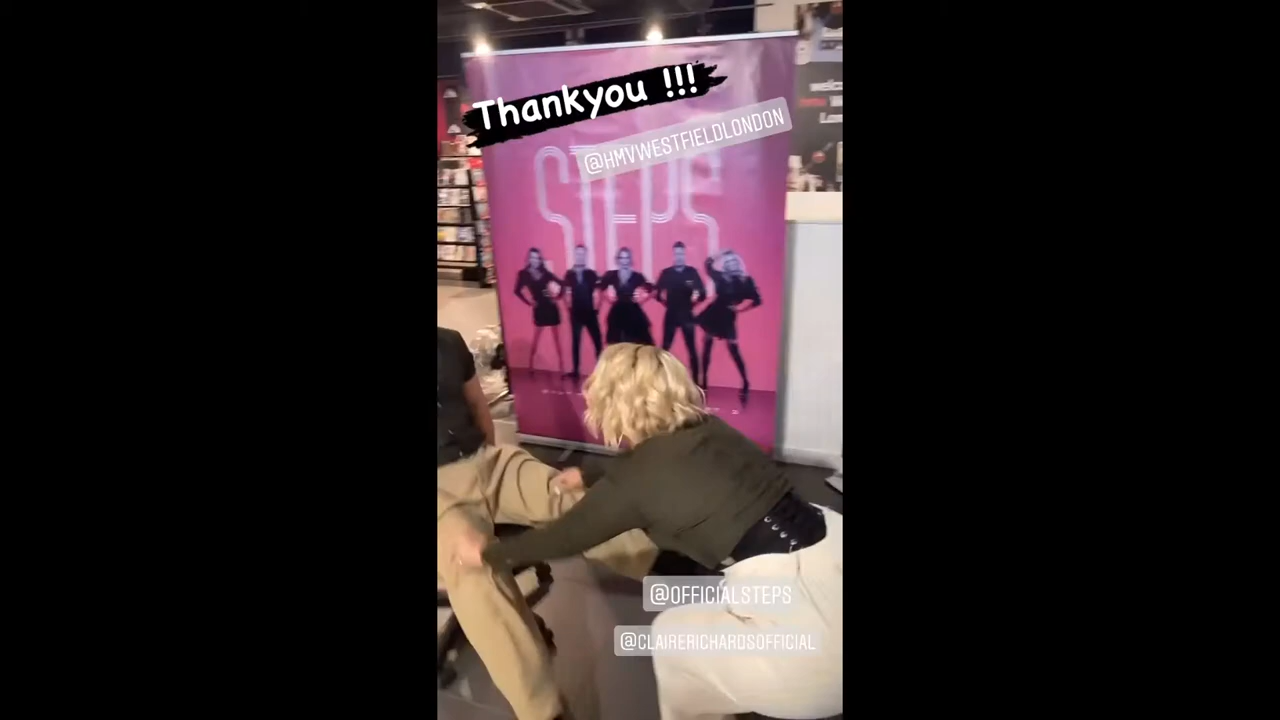 Thankyou !!!
@HMVWESTFIELDLONDON
STEPS
@OFFICIALSTEPS
@CLAIRERICHARDSOFFICIAL